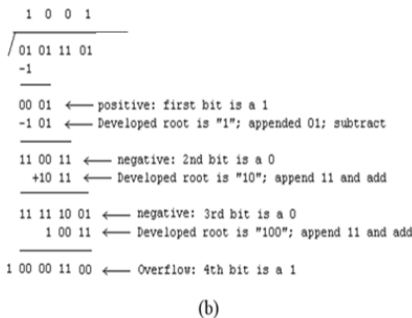 1 0 0 1
01 01 11 01
-1
00 01 ← positive: first bit is a 1
-1 01 ← Developed root is "1"; appended 01; subtract
11 00 11 ← negative: 2nd bit is a 0
+10 11 ← Developed root is "10"; append 11 and add
11 11 10 01 ← negative: 3rd bit is a 0
1 00 11 ← Developed root is "100"; append 11 and add
1 00 00 11 00 ← Overflow: 4th bit is a 1
(b)